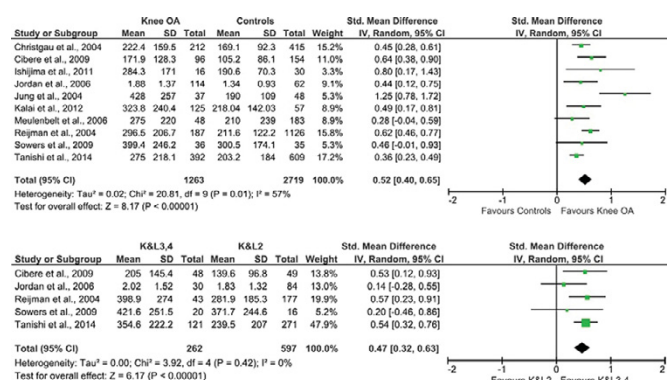 Knee OA Controls Std. Mean Difference Std. Mean Difference
Study or Subgroup Mean SD Total Mean SD Total Weight IV, Random, 95% CI IV, Random, 95% CI
Christgau et al., 2004 222.4 159.5 212 169.1 92.3 415 15.2% 0.45 [0.28, 0.61]
Cibere et al., 2009 171.9 128.3 96 105.2 86.1 154 13.4% 0.64 [0.38, 0.90]
Ishijima et al., 2011 284.3 171 16 190.6 70.3 30 0.80 [0.17, 1.43]
Jordan et al., 2006 1.88 1.37 114 1.34 0.93 62 0.44 [0.12, 0.75]
Jung et al., 2004 428 257 37 190 109 48 1.25 [0.78, 1.72]
Kalai et al., 2012 323.8 240.4 125 218.04 142.03 57 0.49 [0.17, 0.81]
Meulenbelt et al., 2006 275 220 48 210 239 183 0.28 [-0.04, 0.59]
Reijman et al., 2004 296.5 206.7 187 211.6 122.2 1126 0.62 [0.46, 0.77]
Sowers et al., 2009 399.4 246.2 36 300.5 174.1 35 0.46 [-0.01, 0.93]
Tanishi et al., 2014 275 218.1 392 203.2 184 609 0.36 [0.23, 0.49]
Total (95% CI) 1263 2719 100.0% 0.52 [0.40, 0.65]
Heterogeneity: Tau² = 0.02; Chi² = 20.81, df = 9 (P = 0.01); I² = 57%
Test for overall effect: Z = 8.17 (P < 0.00001)
-2 -1 0 1 2
Favours Controls Favours Knee OA
K&L3,4 K&L2 Std. Mean Difference Std. Mean Difference
Study or Subgroup Mean SD Total Mean SD Total Weight IV, Random, 95% CI IV, Random, 95% CI
Cibere et al., 2009 205 145.4 48 139.6 96.8 49 13.8% 0.53 [0.12, 0.93]
Jordan et al., 2006 2.02 1.52 30 1.83 1.32 84 0.14 [-0.28, 0.55]
Reijman et al., 2004 398.9 274 43 281.9 185.3 177 0.57 [0.23, 0.91]
Sowers et al., 2009 421.6 251.5 20 371.7 244.6 16 0.20 [-0.46, 0.86]
Tanishi et al., 2014 354.6 222.2 121 239.5 207 271 47.9% 0.54 [0.32, 0.76]
Total (95% CI) 262 597 100.0% 0.47 [0.32, 0.63]
Heterogeneity: Tau² = 0.00; Chi² = 3.92, df = 4 (P = 0.42); I² = 0%
Test for overall effect: Z = 6.17 (P < 0.00001)
-2 -1 0 1 2
Favours K&L2 Favours K&L3,4